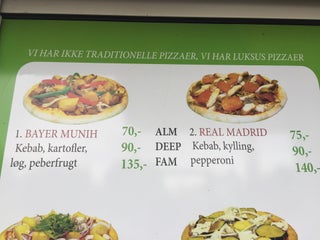 VI HAR IKKE TRADITIONELLE PIZZAER, VI HAR LUKSUS PIZZAER
1. BAYER MUNIH 70,-
Kebab, kartofler, 90,-
løg, peberfrugt 135,-
ALM
DEEP
FAM
2. REAL MADRID 75,-
Kebab, kylling, 90,-
pepperoni 140,-